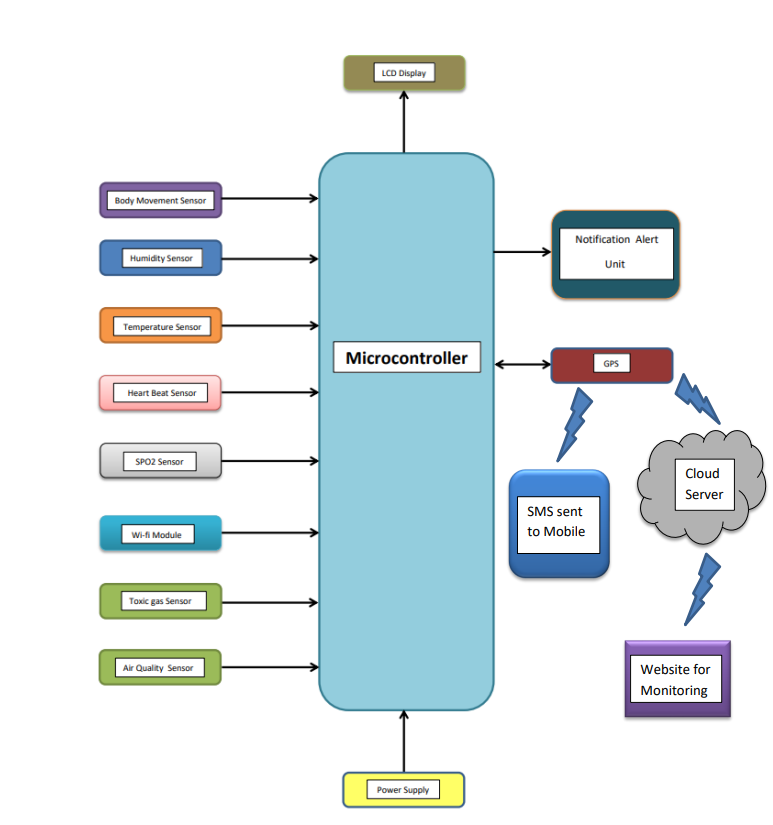 LCD Display
Body Movement Sensor
Humidity Sensor
Temperature Sensor
Heart Beat Sensor
SPO2 Sensor
Wi-fi Module
Toxic gas Sensor
Air Quality Sensor
Microcontroller
Notification Alert
Unit
GPS
SMS sent
to Mobile
Cloud
Server
Website for
Monitoring
Power Supply